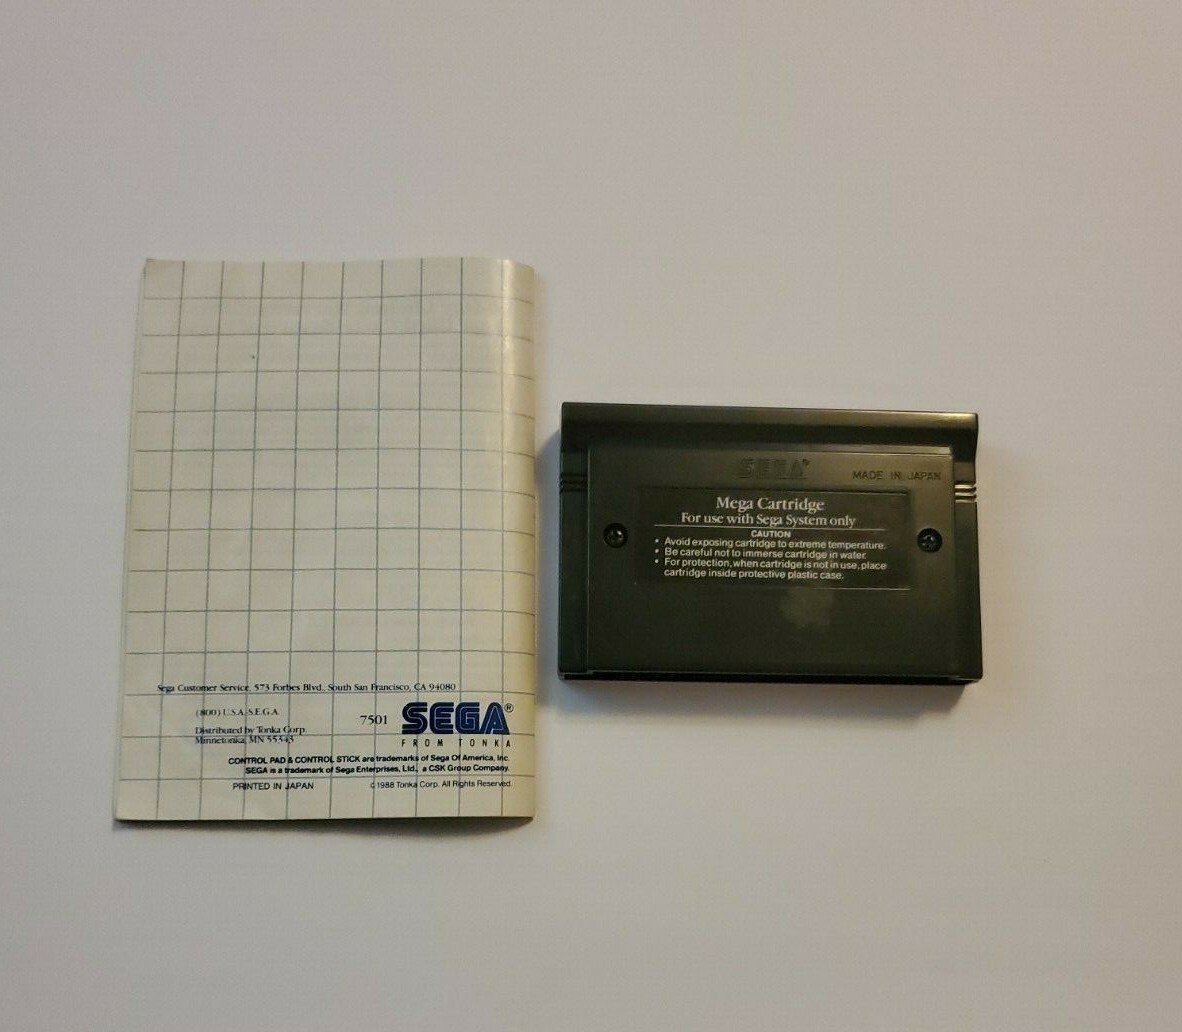 Sega Customer Service, 573 Forbes Blvd., South San Francisco, CA 94080
(800) U.S.A.-S.E.G.A.
Distributed by Tonka Corp.
Minnetonka, MN 55343
7501
SEGA®
FROM TONKA
CONTROL PAD & CONTROL STICK are trademarks of Sega Of America, Inc.
SEGA is a trademark of Sega Enterprises, Ltd., a CSK Group Company.
PRINTED IN JAPAN
©1988 Tonka Corp. All Rights Reserved.
SEGA®
MADE IN JAPAN
Mega Cartridge
For use with Sega System only
CAUTION
• Avoid exposing cartridge to extreme temperature.
• Be careful not to immerse cartridge in water.
• For protection, when cartridge is not in use, place
cartridge inside protective plastic case.